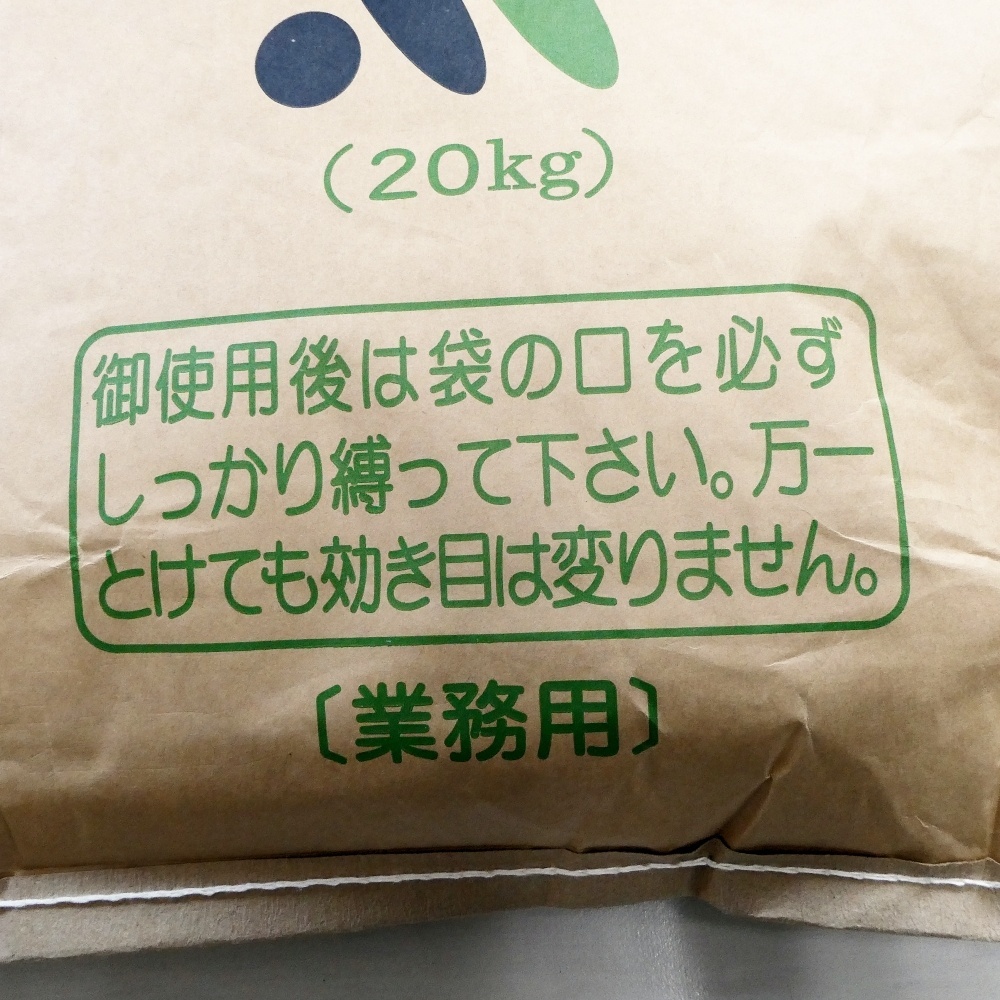 (20kg)
御使用後は袋の口を必ず
しっかり縛って下さい。万一
とけても効き目は変りません。
〔業務用〕